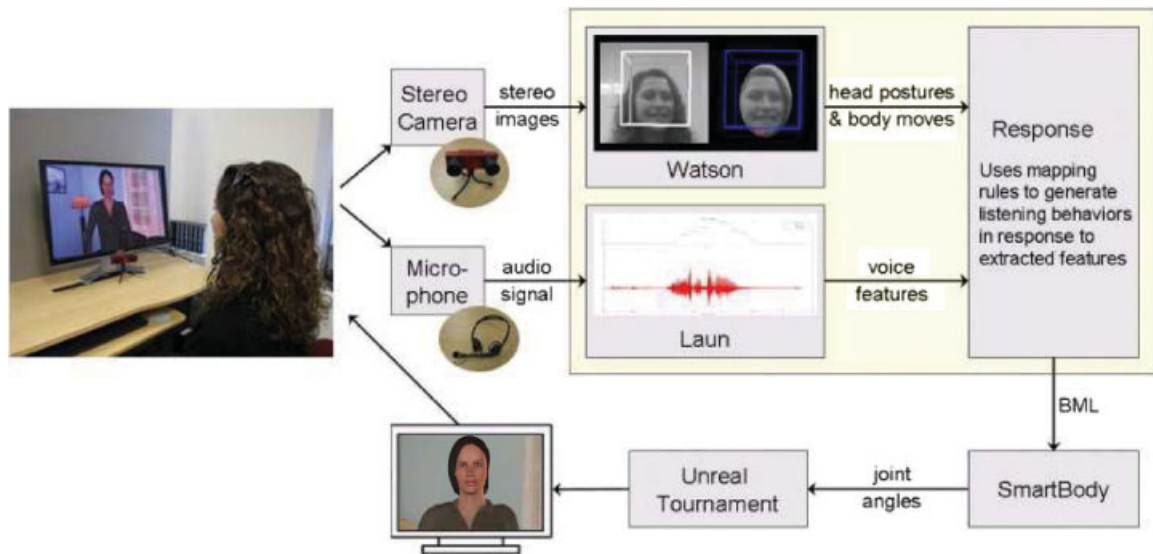 Stereo
Camera
stereo
images
Watson
head postures
& body moves
Response
Uses mapping
rules to generate
listening behaviors
in response to
extracted features
Micro-
phone
audio
signal
Laun
voice
features
BML
SmartBody
joint
angles
Unreal
Tournament